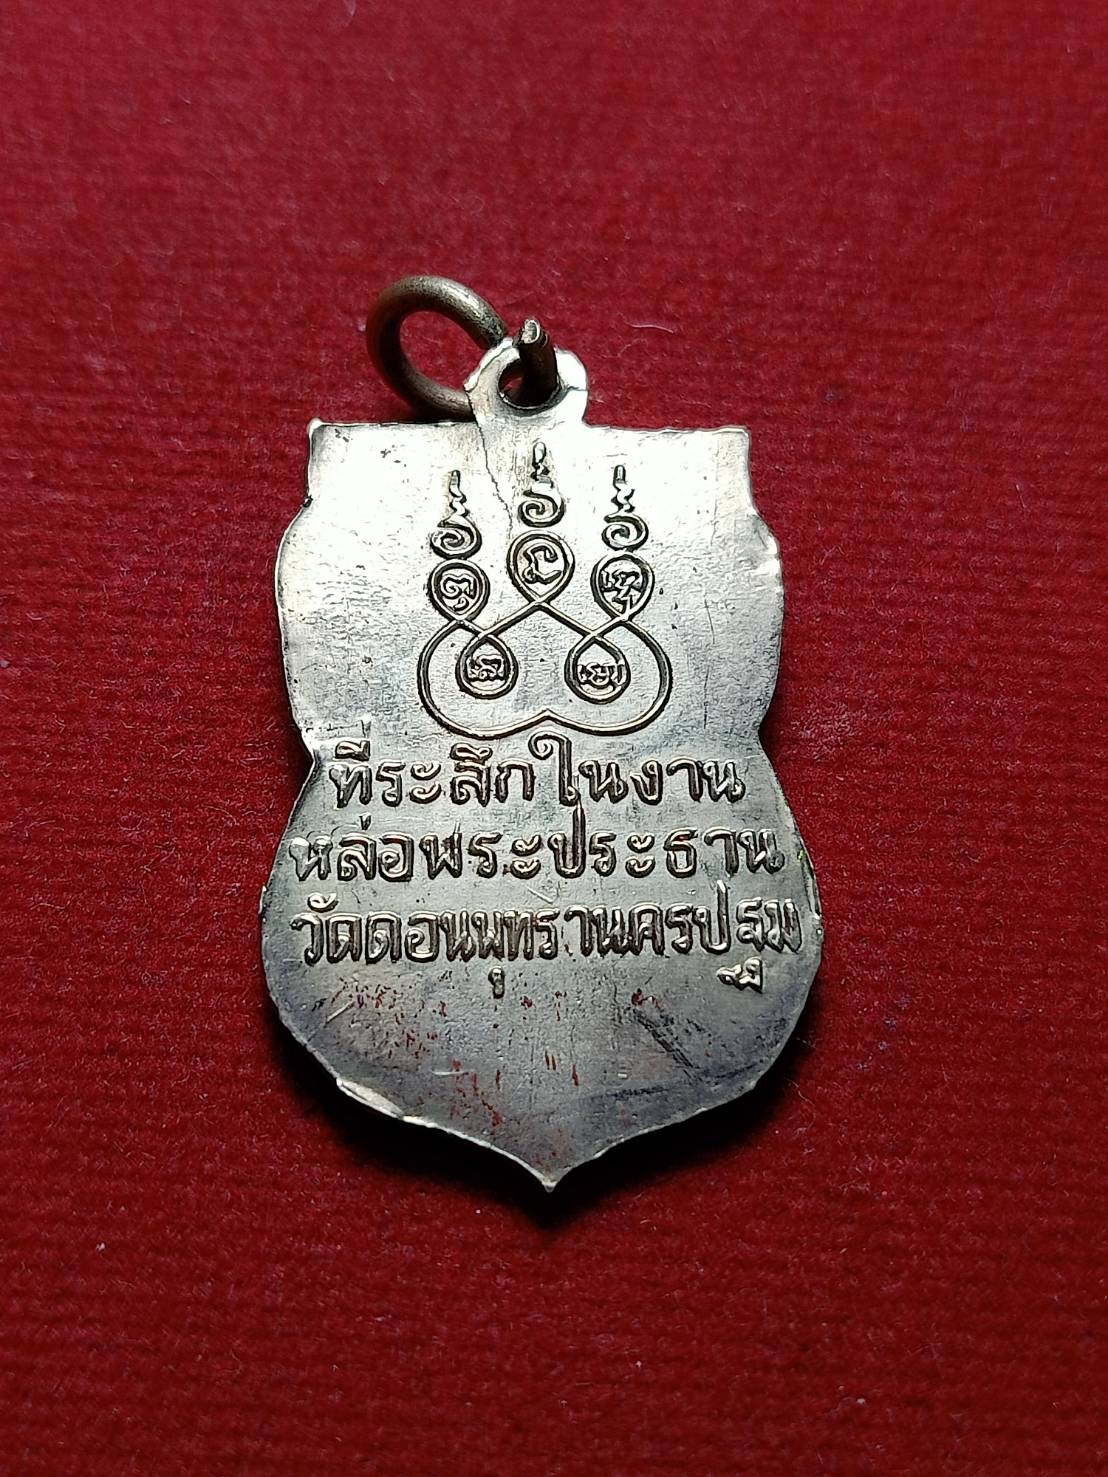 ที่ระลึกในงาน
หล่อพระประธาน
วัดดอนพุทรานครปฐม